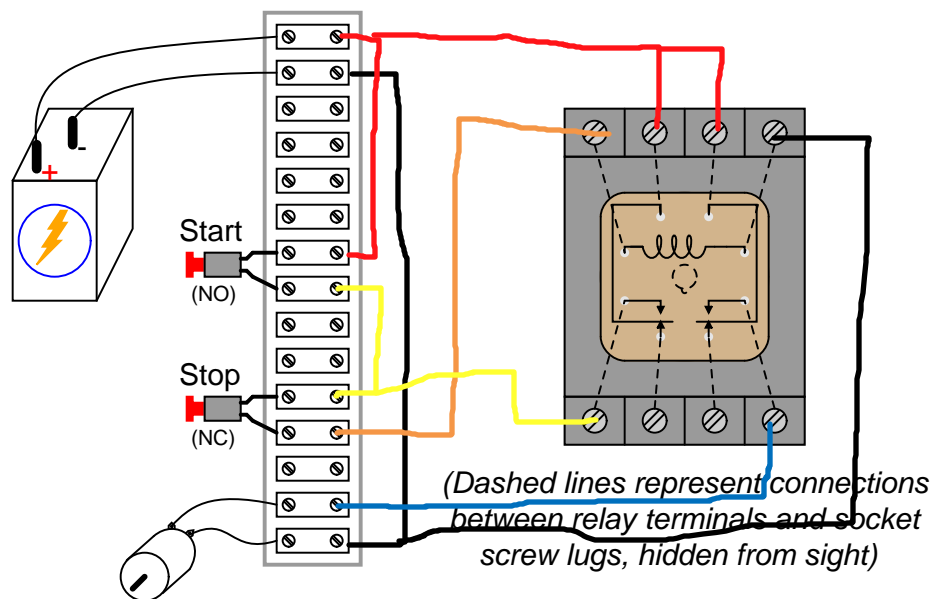 -
+
Start
(NO)
Stop
(NC)
(Dashed lines represent connections
between relay terminals and socket
screw lugs, hidden from sight)